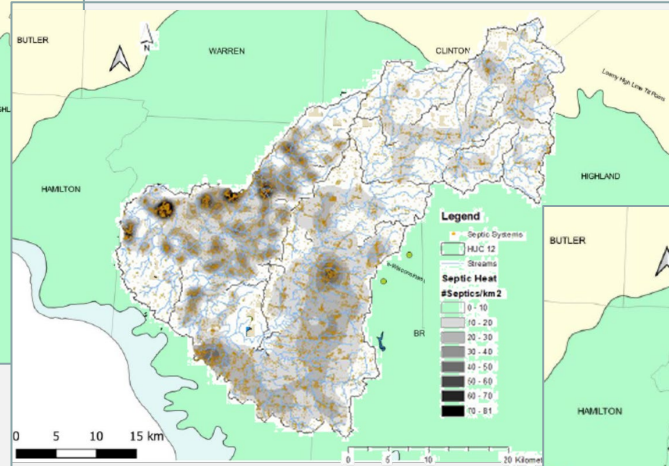 BUTLER
N
WARREN
CLINTON
HAMILTON
HIGHLAND
Legend
Septic Systems
HUC 12
Streams
Septic Heat
#Septics/km2
0 - 10
10 - 20
20 - 30
30 - 40
40 - 50
50 - 60
60 - 70
70 - 81
BR
BUTLER
HAMILTON
0 5 10 15 km
0 5 10 20 Kilomet